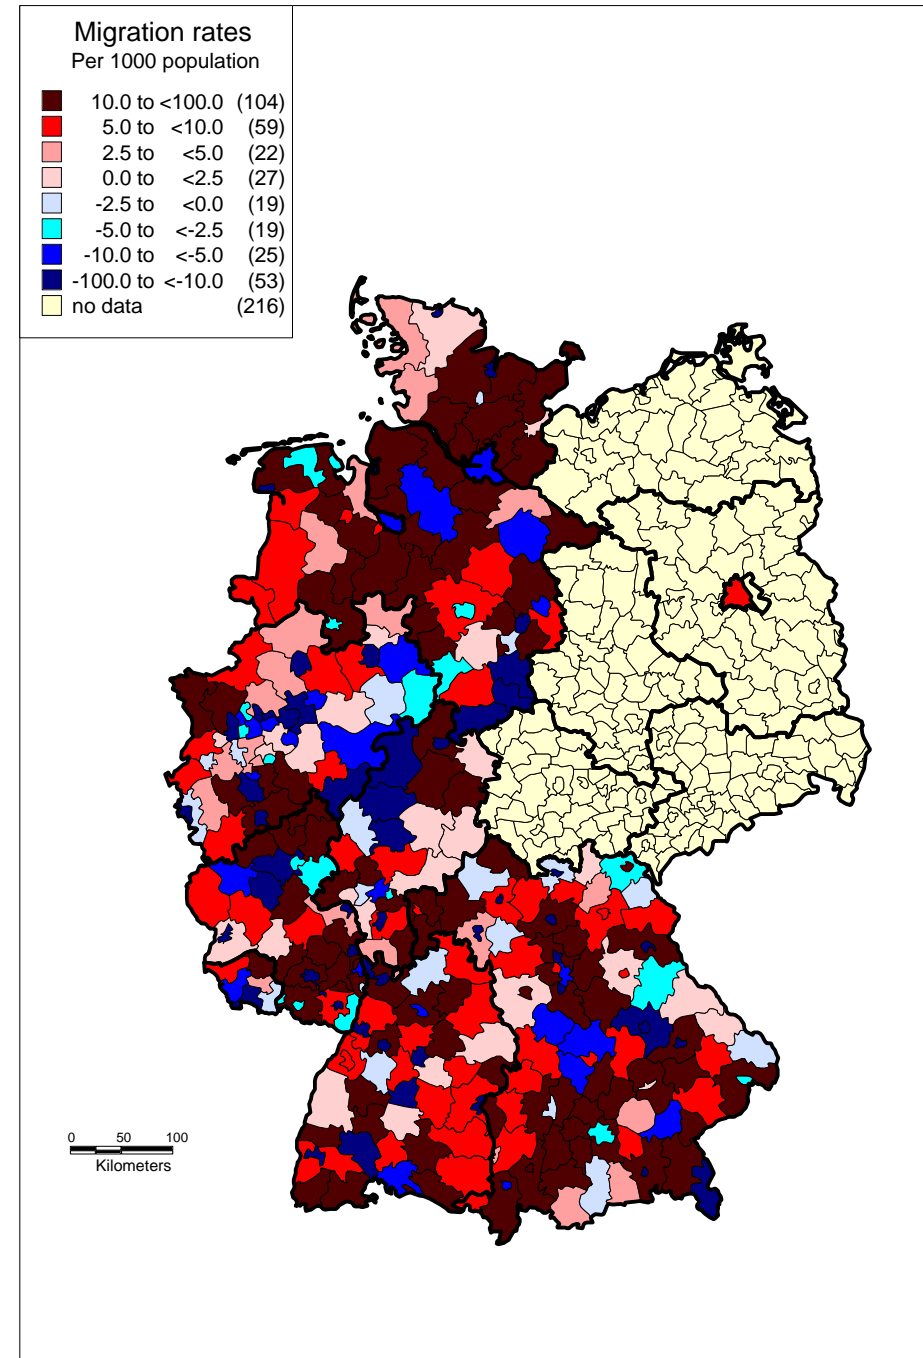 Migration rates
Per 1000 population
10.0 to <100.0 (104)
5.0 to <10.0 (59)
2.5 to <5.0 (22)
0.0 to <2.5 (27)
-2.5 to <0.0 (19)
-5.0 to <-2.5 (19)
-10.0 to <-5.0 (25)
-100.0 to <-10.0 (53)
no data (216)
0 50 100
Kilometers